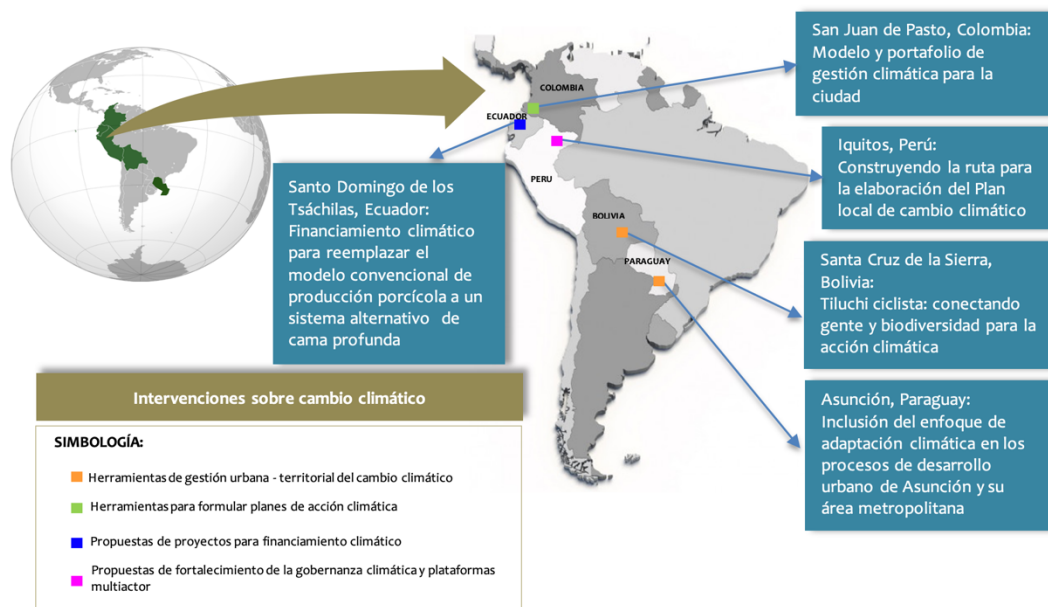 San Juan de Pasto, Colombia:
Modelo y portafolio de
gestión climática para la
ciudad
COLOMBIA
ECUADOR
PERU
BOLIVIA
PARAGUAY
Iquitos, Perú:
Construyendo la ruta para
la elaboración del Plan
local de cambio climático
Santo Domingo de los
Tsáchilas, Ecuador:
Financiamiento climático
para reemplazar el
modelo convencional de
producción porcícola a un
sistema alternativo de
cama profunda
Santa Cruz de la Sierra,
Bolivia:
Tiluchi ciclista: conectando
gente y biodiversidad para la
acción climática
Asunción, Paraguay:
Inclusión del enfoque de
adaptación climática en los
procesos de desarrollo
urbano de Asunción y su
área metropolitana
Intervenciones sobre cambio climático
SIMBOLOGÍA:
Herramientas de gestión urbana - territorial del cambio climático
Herramientas para formular planes de acción climática
Propuestas de proyectos para financiamiento climático
Propuestas de fortalecimiento de la gobernanza climática y plataformas
multiactor